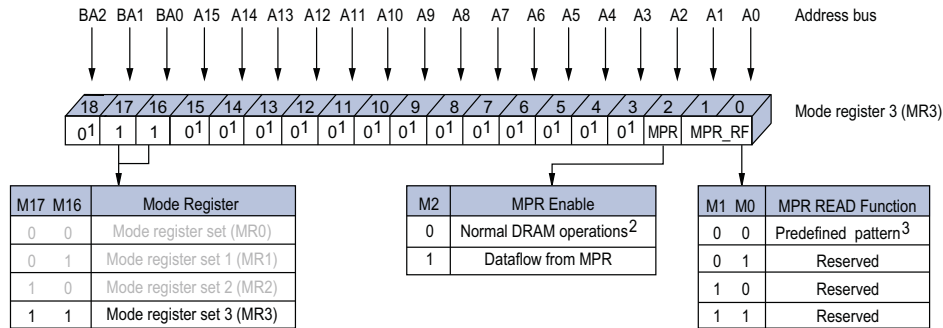 BA2 BA1 BA0 A15 A14 A13 A12 A11 A10 A9 A8 A7 A6 A5 A4 A3 A2 A1 A0 Address bus
18 17 16 15 14 13 12 11 10 9 8 7 6 5 4 3 2 1 0 Mode register 3 (MR3)
0¹ 1 1 0¹ 0¹ 0¹ 0¹ 0¹ 0¹ 0¹ 0¹ 0¹ 0¹ 0¹ 0¹ 0¹ MPR MPR_RF
M17 M16 Mode Register
0 0 Mode register set (MR0)
0 1 Mode register set 1 (MR1)
1 0 Mode register set 2 (MR2)
1 1 Mode register set 3 (MR3)
M2 MPR Enable
0 Normal DRAM operations²
1 Dataflow from MPR
M1 M0 MPR READ Function
0 0 Predefined pattern³
0 1 Reserved
1 0 Reserved
1 1 Reserved